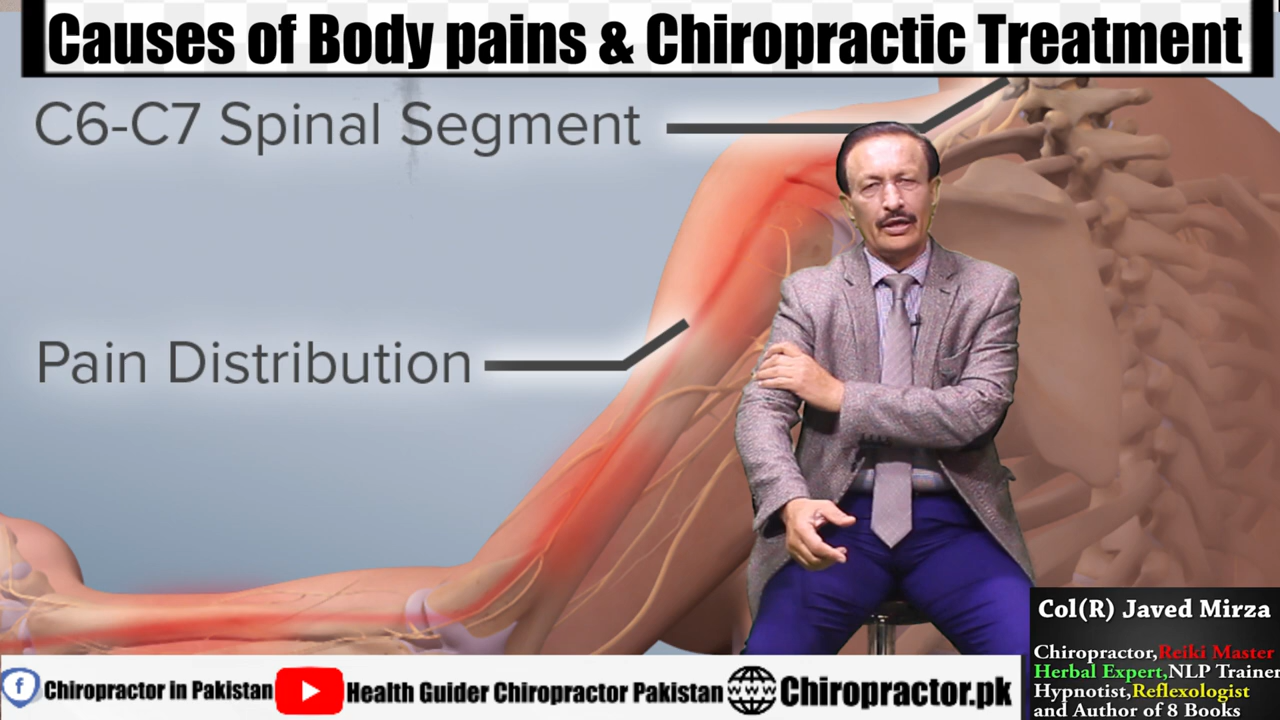 Causes of Body pains & Chiropractic Treatment
C6-C7 Spinal Segment
Pain Distribution
Col(R) Javed Mirza
Chiropractor,Reiki Master
Herbal Expert,NLP Trainer
Hypnotist,Reflexologist
and Author of 8 Books
f Chiropractor in Pakistan Health Guider Chiropractor Pakistan www Chiropractor.pk